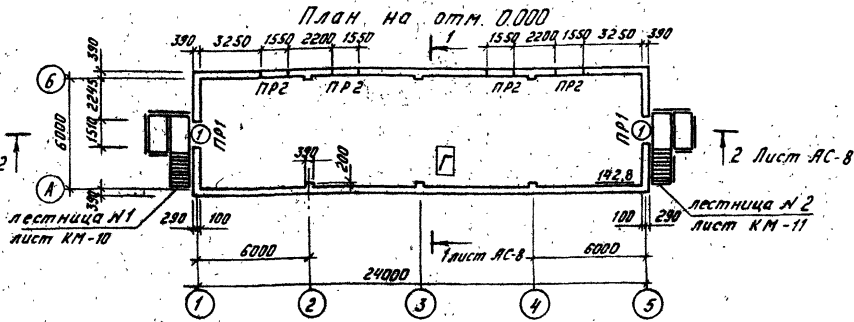 План на отм. 0.000
390 3250 1550 2200 1550 1 1550 2200 1550 3250 390
390
Б
ПР2 ПР2 ПР2 ПР2
2245
6000
1510
1 ПР1
ПР1 1
2
2 Лист АС-8
Г
390
200
142,8
А
390
лестница №1
лист КМ-10
лестница №2
лист КМ-11
290 100
100 290
6000
1 лист АС-8
6000
24000
1 2 3 4 5